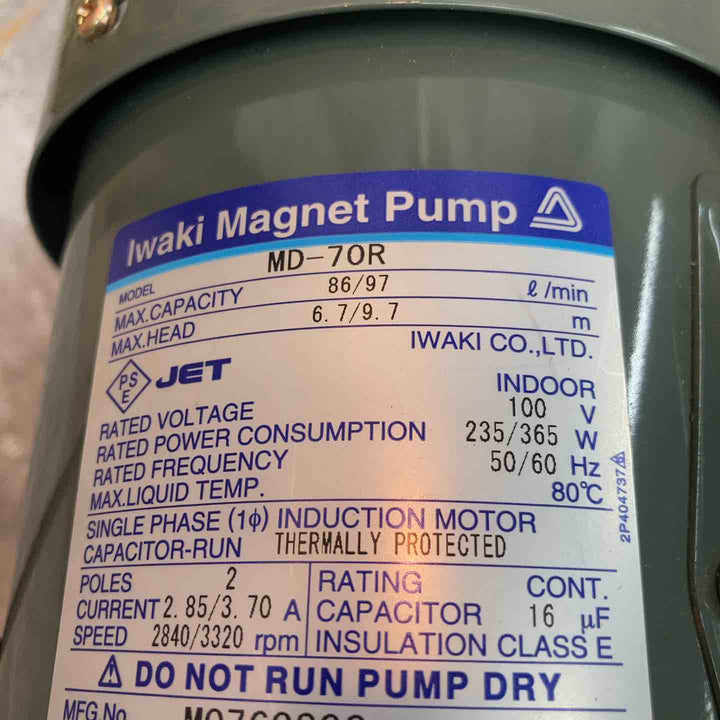 Iwaki Magnet Pump
MODEL MD-70R
MAX.CAPACITY 86/97 ℓ/min
MAX.HEAD 6.7/9.7 m
IWAKI CO.,LTD.
PSE JET INDOOR
RATED VOLTAGE 100 V
RATED POWER CONSUMPTION 235/365 W
RATED FREQUENCY 50/60 Hz
MAX.LIQUID TEMP. 80℃
SINGLE PHASE (1ϕ) INDUCTION MOTOR
CAPACITOR-RUN THERMALLY PROTECTED
POLES 2 RATING CONT.
CURRENT 2.85/3.70 A CAPACITOR 16 μF
SPEED 2840/3320 rpm INSULATION CLASS E
⚠ DO NOT RUN PUMP DRY
MFG.No.
2P404737